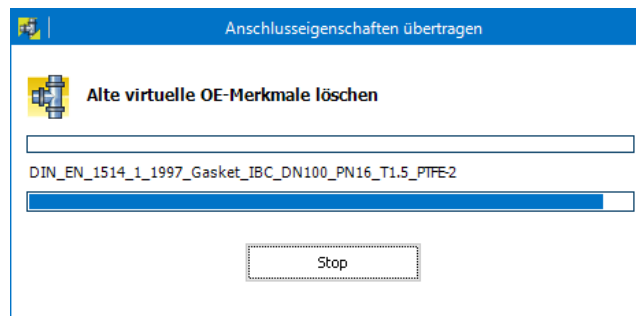 Anschlusseigenschaften übertragen
Alte virtuelle OE-Merkmale löschen
DIN_EN_1514_1_1997_Gasket_IBC_DN100_PN16_T1.5_PTFE-2
Stop